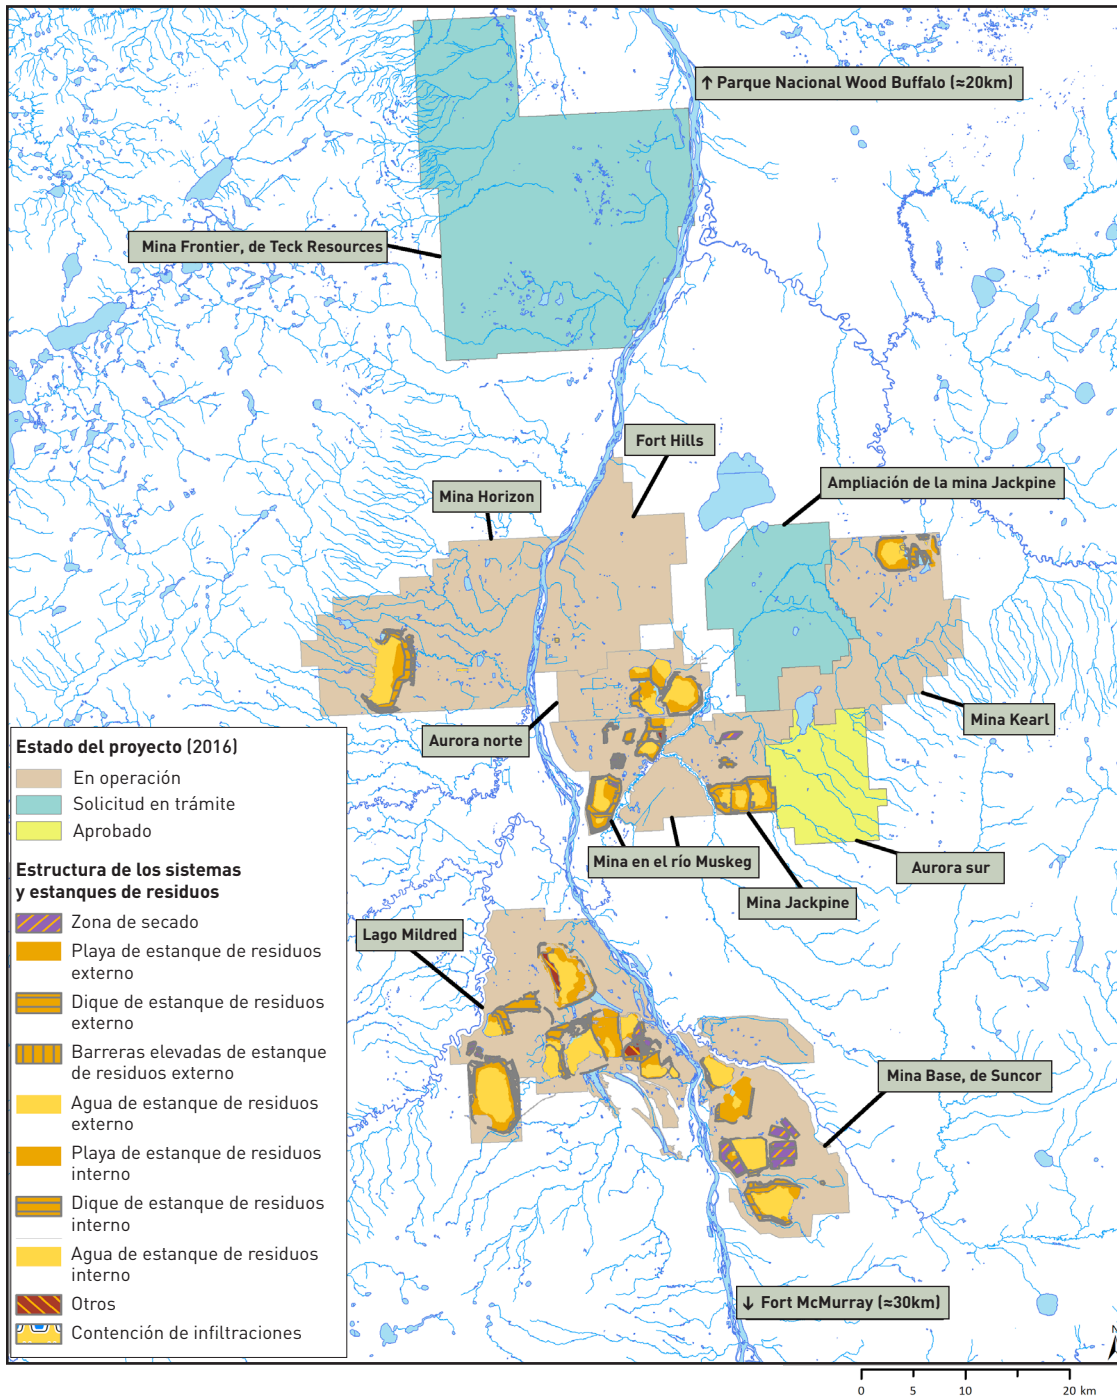 ↑ Parque Nacional Wood Buffalo (≈20km)
Mina Frontier, de Teck Resources
Fort Hills
Ampliación de la mina Jackpine
Mina Horizon
Mina Kearl
Aurora norte
Mina en el río Muskeg
Aurora sur
Mina Jackpine
Lago Mildred
Mina Base, de Suncor
↓ Fort McMurray (≈30km)
Estado del proyecto (2016)
En operación
Solicitud en trámite
Aprobado
Estructura de los sistemas
y estanques de residuos
Zona de secado
Playa de estanque de residuos
externo
Dique de estanque de residuos
externo
Barreras elevadas de estanque
de residuos externo
Agua de estanque de residuos
externo
Playa de estanque de residuos
interno
Dique de estanque de residuos
interno
Agua de estanque de residuos
interno
Otros
Contención de infiltraciones
N
0 5 10 20 km